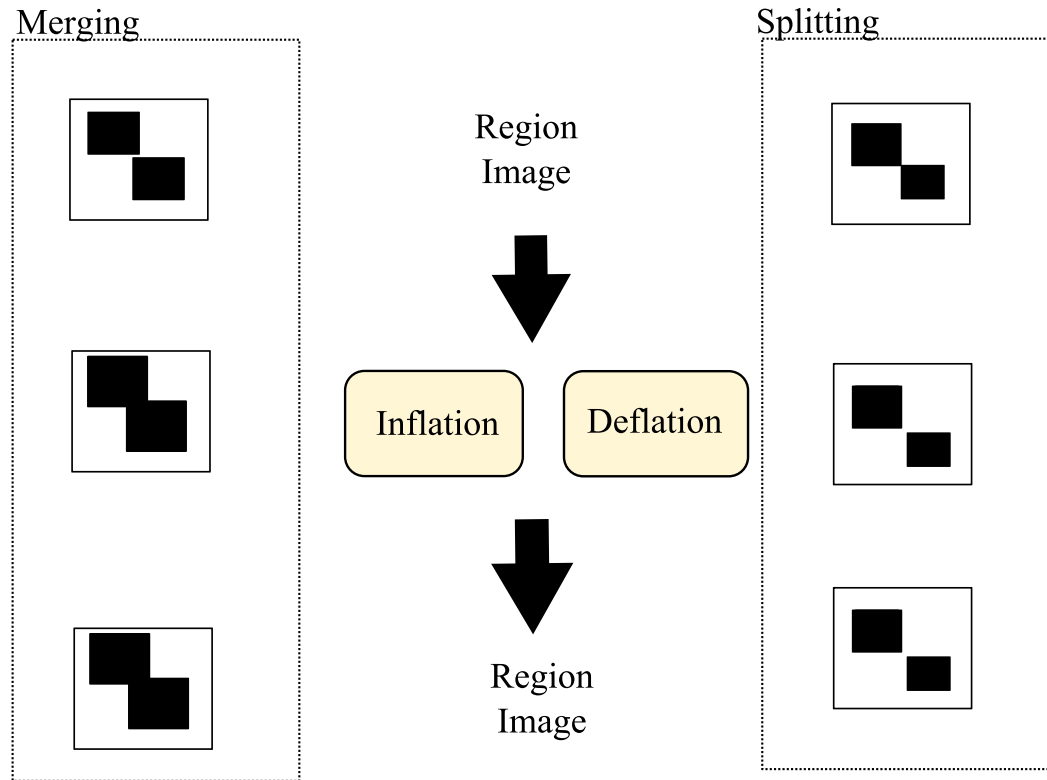 Merging
Splitting
Region
Image
Inflation
Deflation
Region
Image